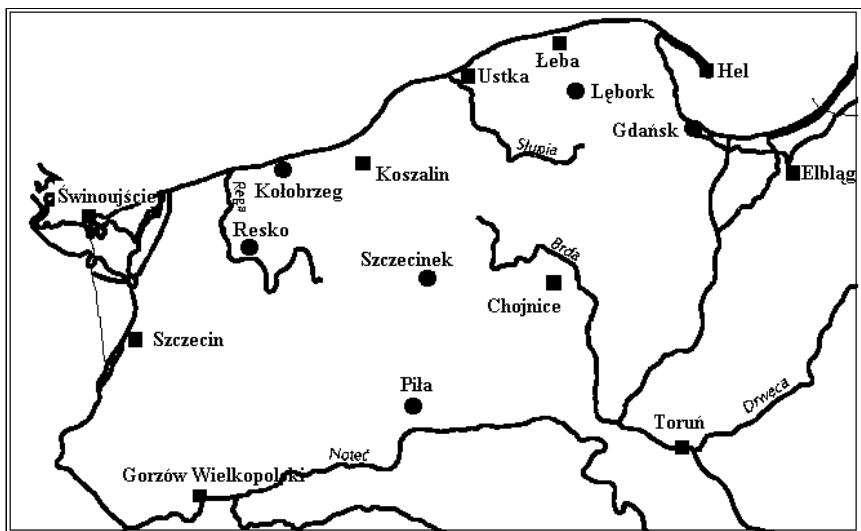 Łeba
Hel
Ustka
Lębork
Gdańsk
Słupia
Elbląg
Koszalin
Kołobrzeg
Świnoujście
Rega
Resko
Brda
Szczecinek
Chojnice
Szczecin
Piła
Drwęca
Toruń
Noteć
Gorzów Wielkopolski